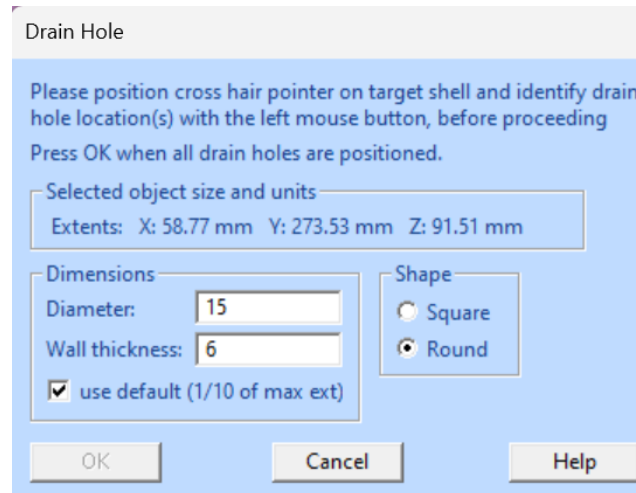 Drain Hole
Please position cross hair pointer on target shell and identify drain
hole location(s) with the left mouse button, before proceeding
Press OK when all drain holes are positioned.
Selected object size and units
Extents: X: 58.77 mm Y: 273.53 mm Z: 91.51 mm
Dimensions
Diameter: 15
Wall thickness: 6
use default (1/10 of max ext)
Shape
Square
Round
OK Cancel Help